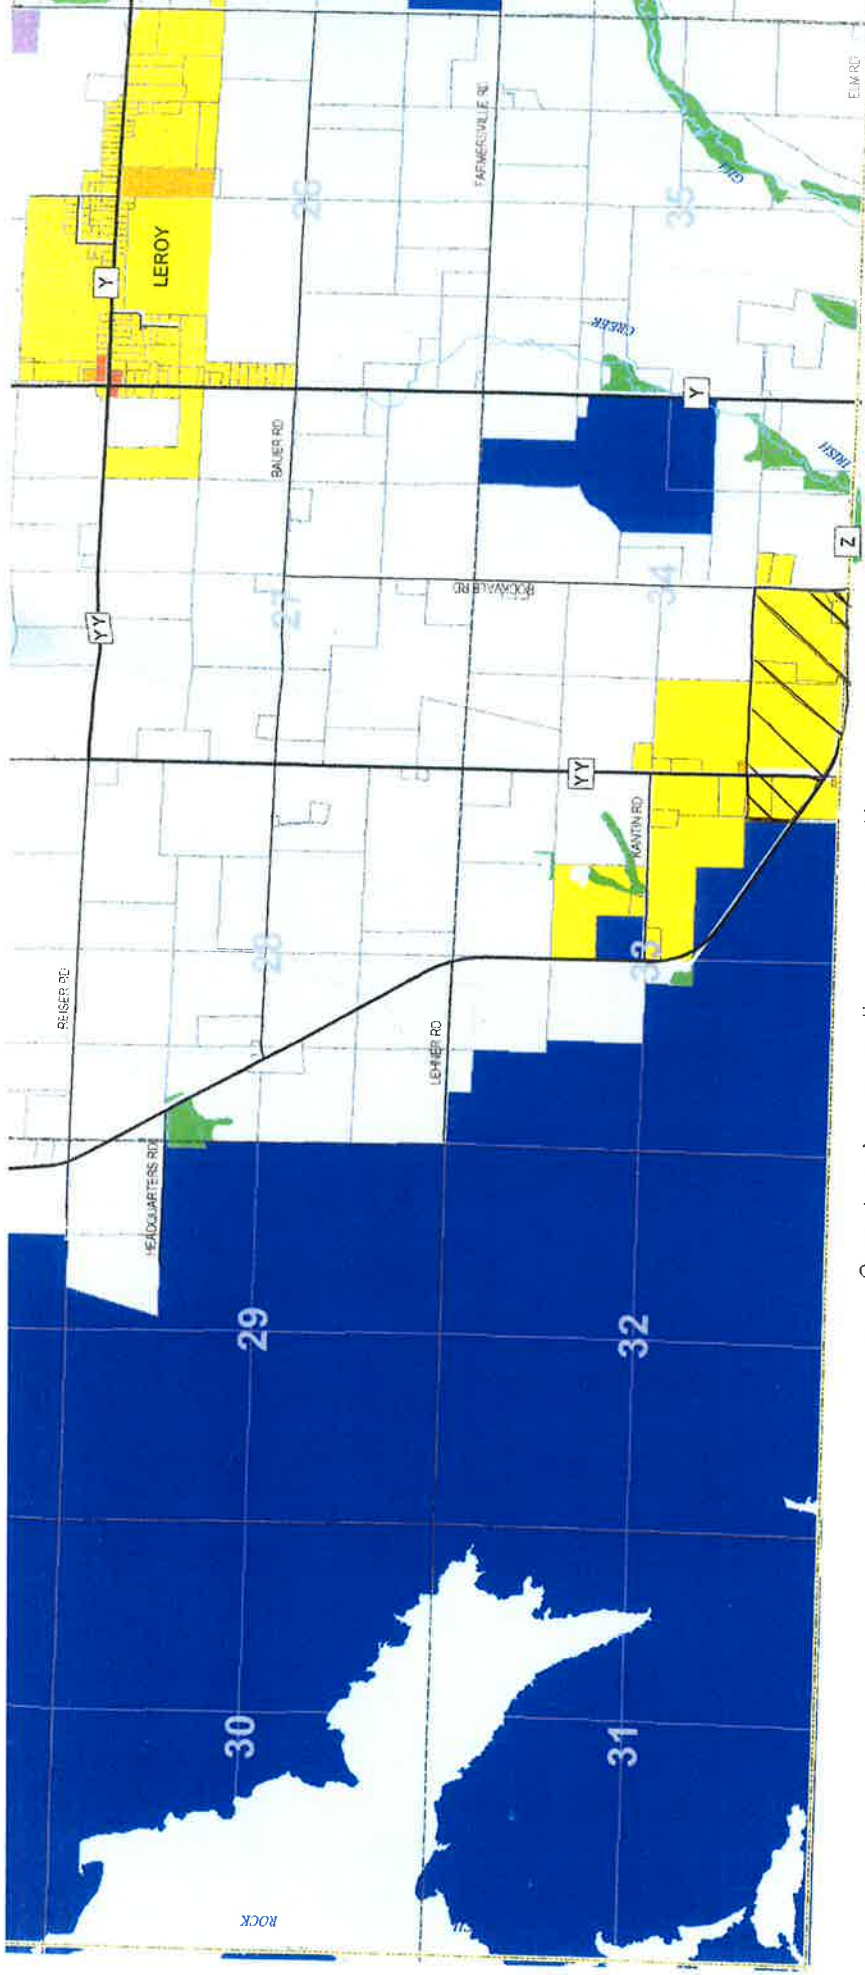 Y
LEROY
26
FARMERSVILLE RD
ELM RD
35
CREEK
Y
IRISH
Z
BAUER RD
YY
27
ROCKVALE RD
34
YY
KANTIN RD
33
28
REISER RD
LEHNER RD
HEADQUARTERS RD
29
32
30
31
ROCK